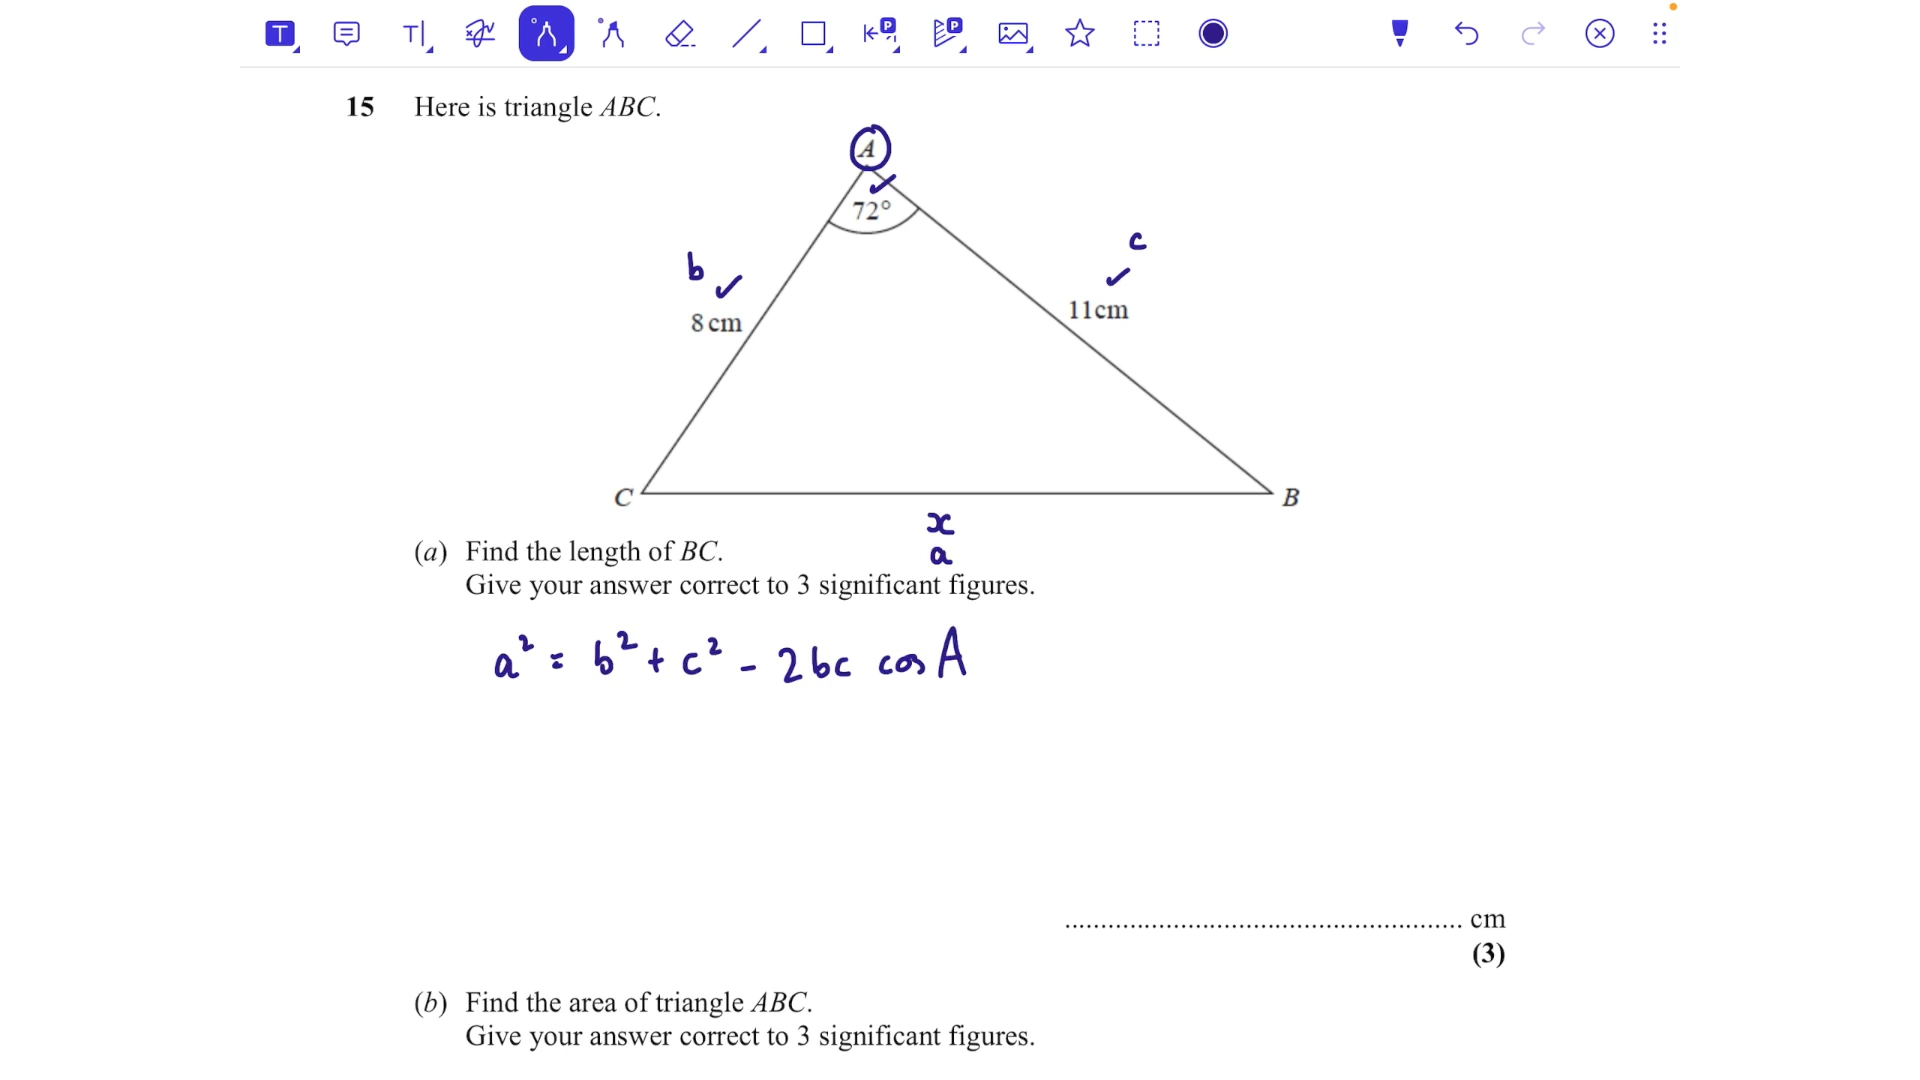 15 Here is triangle ABC.
A
72°
b
c
8 cm
11cm
C
B
x
a
(a) Find the length of BC.
Give your answer correct to 3 significant figures.
a² = b² + c² - 2bc cos A
cm
(3)
(b) Find the area of triangle ABC.
Give your answer correct to 3 significant figures.